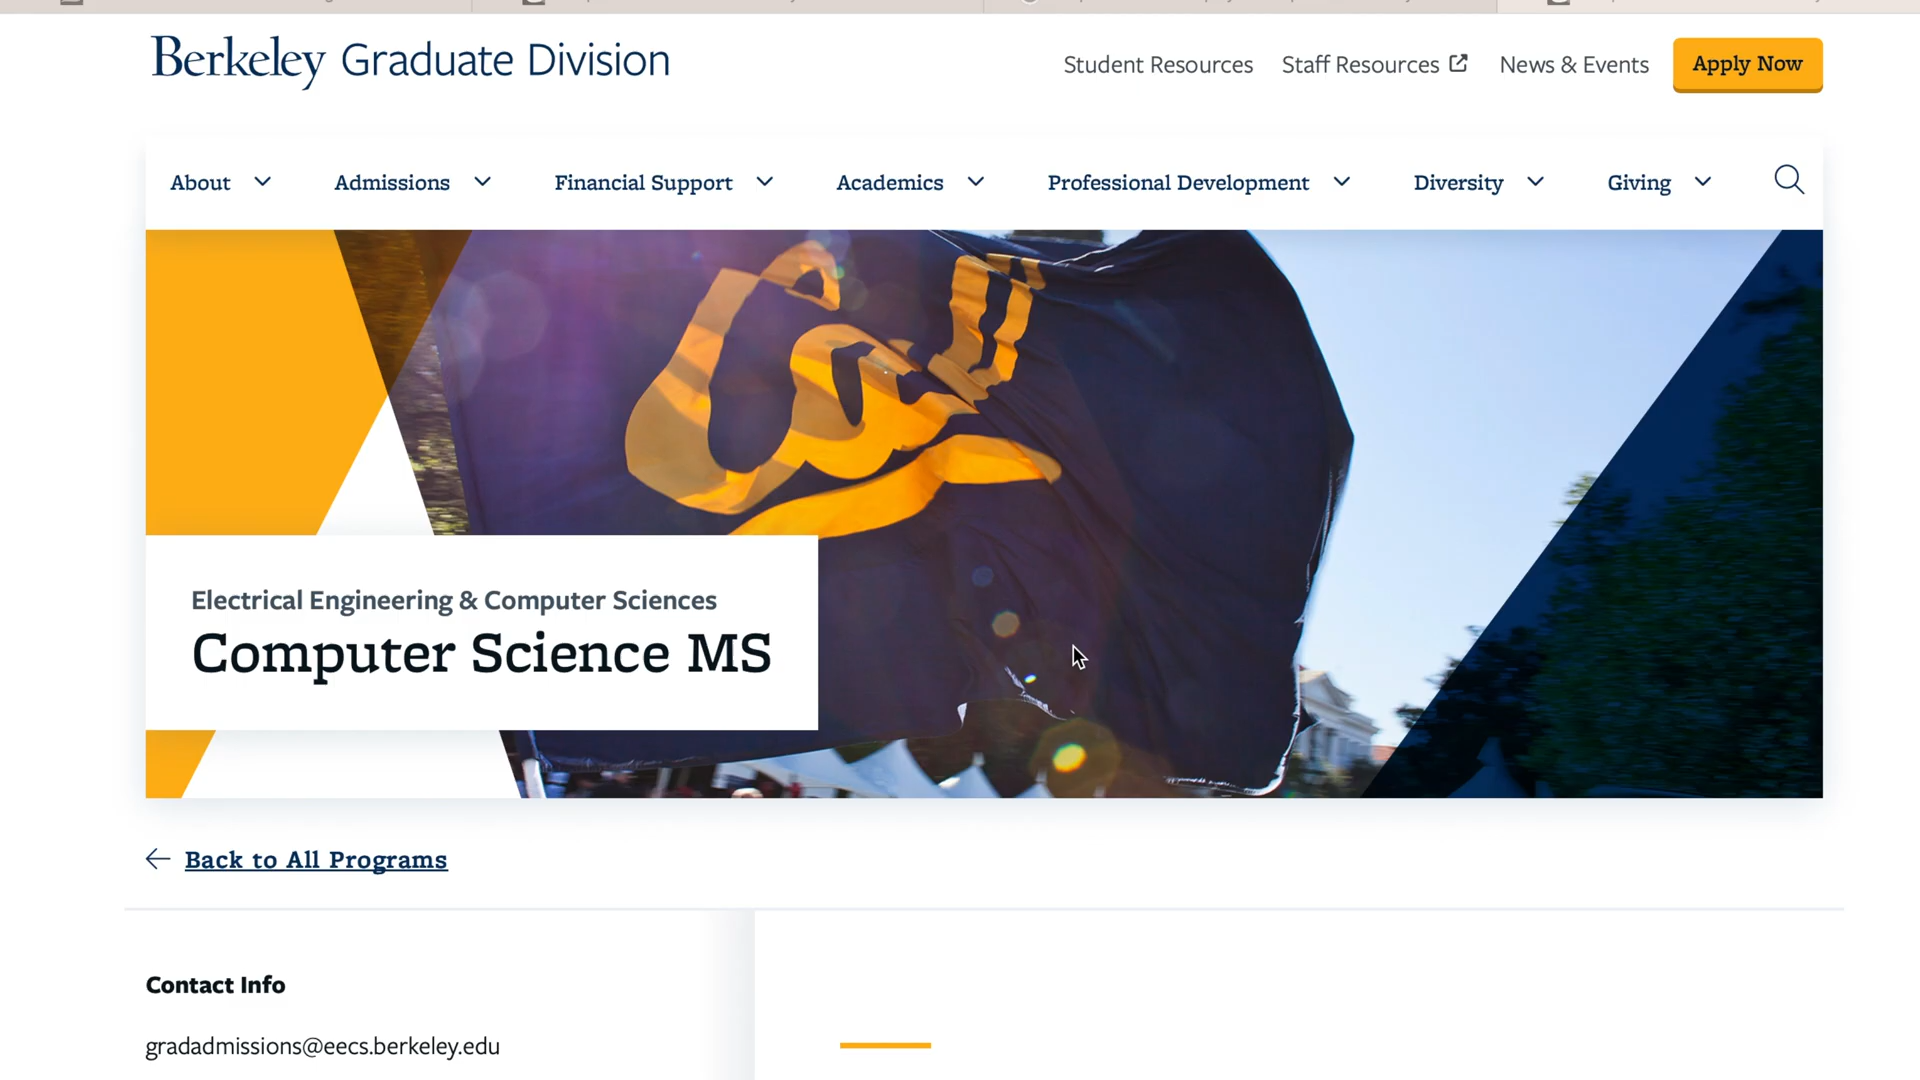 Berkeley Graduate Division
Student Resources Staff Resources News & Events Apply Now
About Admissions Financial Support Academics Professional Development Diversity Giving
Cal
Electrical Engineering & Computer Sciences
Computer Science MS
Back to All Programs
Contact Info
gradadmissions@eecs.berkeley.edu